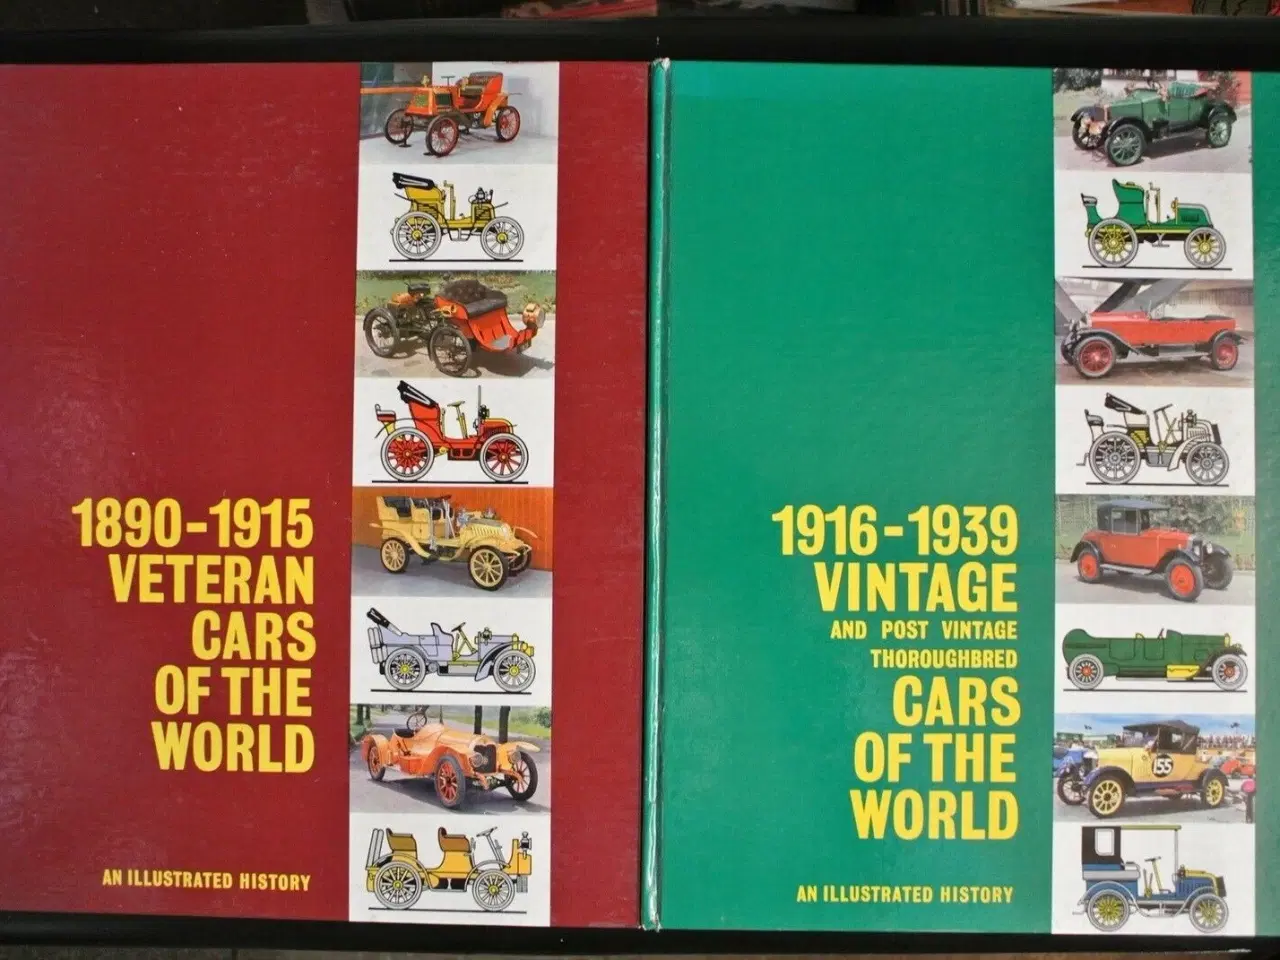 1890-1915
VETERAN
CARS
OF THE
WORLD
AN ILLUSTRATED HISTORY
1916-1939
VINTAGE
AND POST VINTAGE
THOROUGHBRED
CARS
OF THE
WORLD
AN ILLUSTRATED HISTORY
155